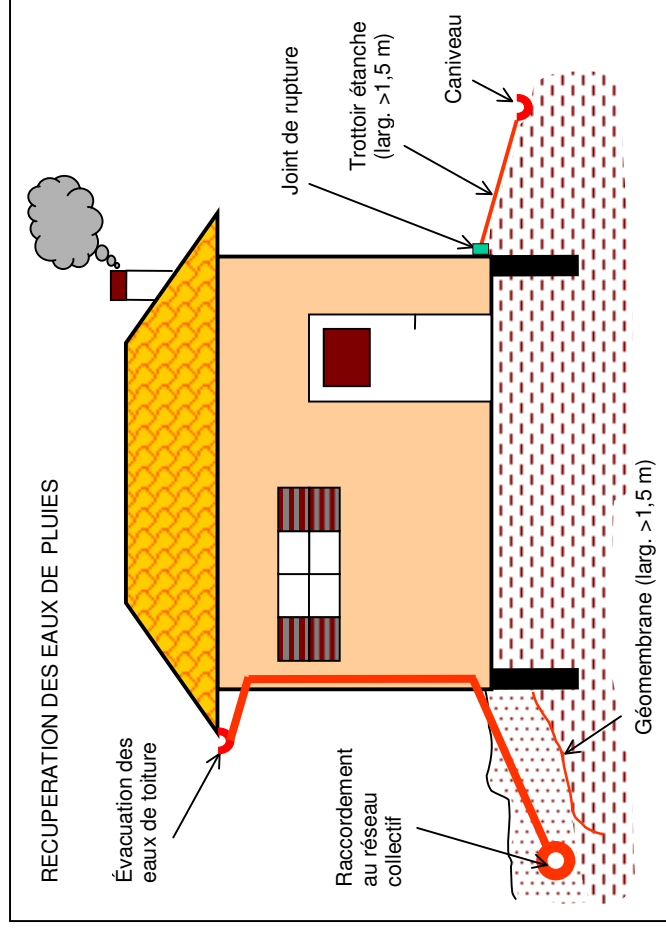 RECUPERATION DES EAUX DE PLUIES
Évacuation des
eaux de toiture
Raccordement
au réseau
collectif
Joint de rupture
Trottoir étanche
(larg. >1,5 m)
Caniveau
Géomembrane (larg. >1,5 m)